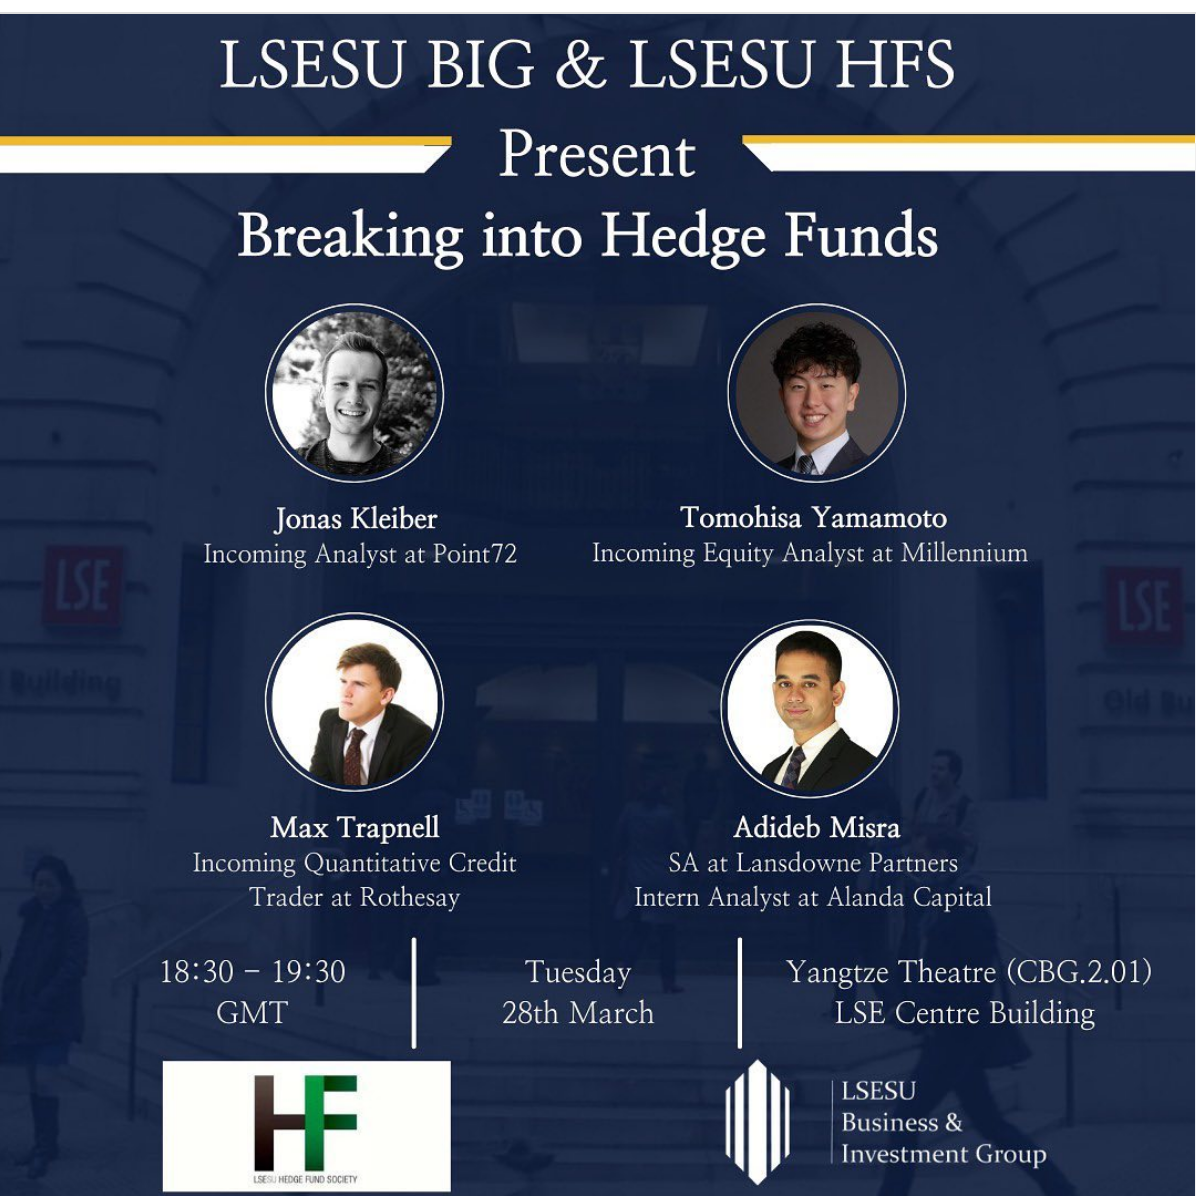 LSESU BIG & LSESU HFS
Present
Breaking into Hedge Funds
Jonas Kleiber
Incoming Analyst at Point72
Tomohisa Yamamoto
Incoming Equity Analyst at Millennium
LSE
LSE
Building
Old Bu
Max Trapnell
Incoming Quantitative Credit
Trader at Rothesay
Adideb Misra
SA at Lansdowne Partners
Intern Analyst at Alanda Capital
18:30 - 19:30
GMT
Tuesday
28th March
Yangtze Theatre (CBG.2.01)
LSE Centre Building
HF
LSESU HEDGE FUND SOCIETY
LSESU
Business &
Investment Group